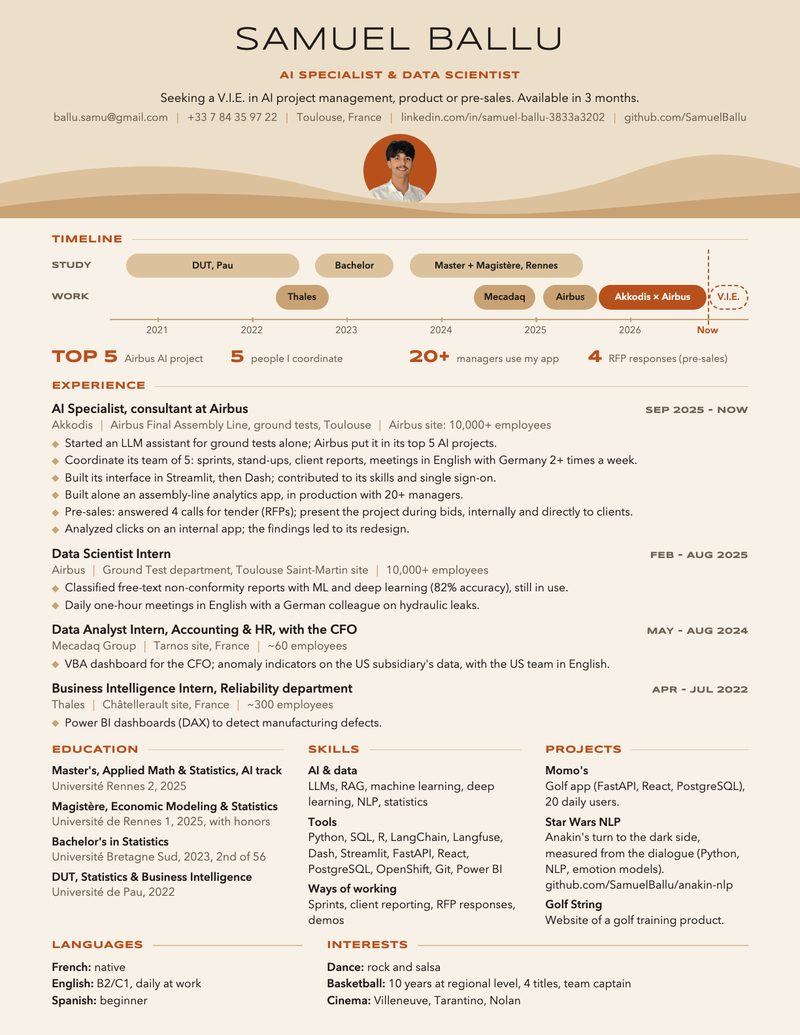 SAMUEL BALLU
AI SPECIALIST & DATA SCIENTIST
Seeking a V.I.E. in AI project management, product or pre-sales. Available in 3 months.
ballu.samu@gmail.com | +33 7 84 35 97 22 | Toulouse, France | linkedin.com/in/samuel-ballu-3833a3202 | github.com/SamuelBallu
TIMELINE
STUDY DUT, Pau Bachelor Master + Magistère, Rennes
WORK Thales Mecadaq Airbus Akkodis × Airbus V.I.E.
2021 2022 2023 2024 2025 2026 Now
TOP 5 Airbus AI project 5 people I coordinate 20+ managers use my app 4 RFP responses (pre-sales)
EXPERIENCE
AI Specialist, consultant at Airbus SEP 2025 - NOW
Akkodis | Airbus Final Assembly Line, ground tests, Toulouse | Airbus site: 10,000+ employees
◆ Started an LLM assistant for ground tests alone; Airbus put it in its top 5 AI projects.
◆ Coordinate its team of 5: sprints, stand-ups, client reports, meetings in English with Germany 2+ times a week.
◆ Built its interface in Streamlit, then Dash; contributed to its skills and single sign-on.
◆ Built alone an assembly-line analytics app, in production with 20+ managers.
◆ Pre-sales: answered 4 calls for tender (RFPs); present the project during bids, internally and directly to clients.
◆ Analyzed clicks on an internal app; the findings led to its redesign.
Data Scientist Intern FEB - AUG 2025
Airbus | Ground Test department, Toulouse Saint-Martin site | 10,000+ employees
◆ Classified free-text non-conformity reports with ML and deep learning (82% accuracy), still in use.
◆ Daily one-hour meetings in English with a German colleague on hydraulic leaks.
Data Analyst Intern, Accounting & HR, with the CFO MAY - AUG 2024
Mecadaq Group | Tarnos site, France | ~60 employees
◆ VBA dashboard for the CFO; anomaly indicators on the US subsidiary's data, with the US team in English.
Business Intelligence Intern, Reliability department APR - JUL 2022
Thales | Châtellerault site, France | ~300 employees
◆ Power BI dashboards (DAX) to detect manufacturing defects.
EDUCATION
Master's, Applied Math & Statistics, AI track
Université Rennes 2, 2025
Magistère, Economic Modeling & Statistics
Université de Rennes 1, 2025, with honors
Bachelor's in Statistics
Université Bretagne Sud, 2023, 2nd of 56
DUT, Statistics & Business Intelligence
Université de Pau, 2022
SKILLS
AI & data
LLMs, RAG, machine learning, deep
learning, NLP, statistics
Tools
Python, SQL, R, LangChain, Langfuse,
Dash, Streamlit, FastAPI, React,
PostgreSQL, OpenShift, Git, Power BI
Ways of working
Sprints, client reporting, RFP responses,
demos
PROJECTS
Momo's
Golf app (FastAPI, React, PostgreSQL),
20 daily users.
Star Wars NLP
Anakin's turn to the dark side,
measured from the dialogue (Python,
NLP, emotion models).
github.com/SamuelBallu/anakin-nlp
Golf String
Website of a golf training product.
LANGUAGES
French: native
English: B2/C1, daily at work
Spanish: beginner
INTERESTS
Dance: rock and salsa
Basketball: 10 years at regional level, 4 titles, team captain
Cinema: Villeneuve, Tarantino, Nolan